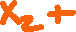 x₂ +